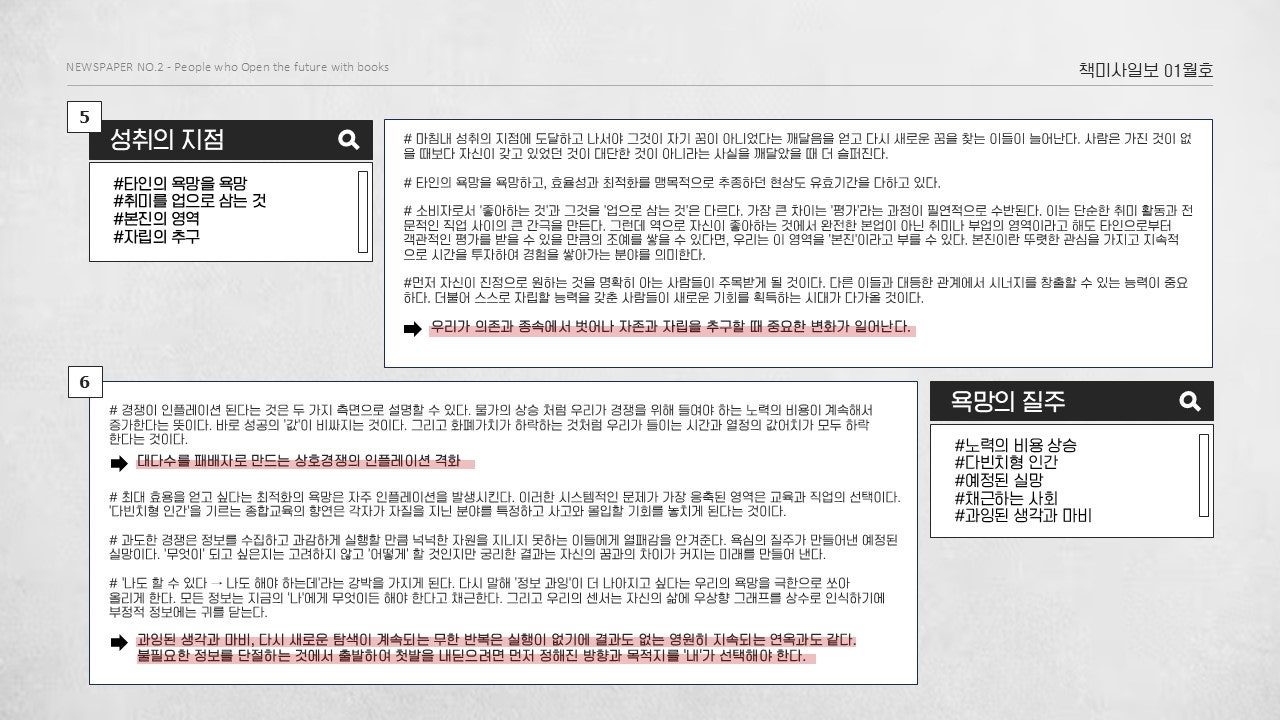 NEWSPAPER NO.2 - People who Open the future with books
책미사일보 01월호
5
성취의 지점
#타인의 욕망을 욕망
#취미를 업으로 삼는 것
#본진의 영역
#자립의 추구
# 마침내 성취의 지점에 도달하고 나서야 그것이 자기 꿈이 아니었다는 깨달음을 얻고 다시 새로운 꿈을 찾는 이들이 늘어난다. 사람은 가진 것이 없
을 때보다 자신이 갖고 있었던 것이 대단한 것이 아니라는 사실을 깨달았을 때 더 슬퍼진다.
# 타인의 욕망을 욕망하고, 효율성과 최적화를 맹목적으로 추종하던 현상도 유효기간을 다하고 있다.
# 소비자로서 '좋아하는 것'과 그것을 '업으로 삼는 것'은 다르다. 가장 큰 차이는 '평가'라는 과정이 필연적으로 수반된다. 이는 단순한 취미 활동과 전
문적인 직업 사이의 큰 간극을 만든다. 그런데 역으로 자신이 좋아하는 것에서 완전한 본업이 아닌 취미나 부업의 영역이라고 해도 타인으로부터
객관적인 평가를 받을 수 있을 만큼의 조예를 쌓을 수 있다면, 우리는 이 영역을 '본진'이라고 부를 수 있다. 본진이란 뚜렷한 관심을 가지고 지속적
으로 시간을 투자하여 경험을 쌓아가는 분야를 의미한다.
#먼저 자신이 진정으로 원하는 것을 명확히 아는 사람들이 주목받게 될 것이다. 다른 이들과 대등한 관계에서 시너지를 창출할 수 있는 능력이 중요
하다. 더불어 스스로 자립할 능력을 갖춘 사람들이 새로운 기회를 획득하는 시대가 다가올 것이다.
우리가 의존과 종속에서 벗어나 자존과 자립을 추구할 때 중요한 변화가 일어난다.
6
# 경쟁이 인플레이션 된다는 것은 두 가지 측면으로 설명할 수 있다. 물가의 상승 처럼 우리가 경쟁을 위해 들여야 하는 노력의 비용이 계속해서
증가한다는 뜻이다. 바로 성공의 '값'이 비싸지는 것이다. 그리고 화폐가치가 하락하는 것처럼 우리가 들이는 시간과 열정의 값어치가 모두 하락
한다는 것이다.
대다수를 패배자로 만드는 상호경쟁의 인플레이션 격화
# 최대 효용을 얻고 싶다는 최적화의 욕망은 자주 인플레이션을 발생시킨다. 이러한 시스템적인 문제가 가장 응축된 영역은 교육과 직업의 선택이다.
'다빈치형 인간'을 기르는 종합교육의 향연은 각자가 자질을 지닌 분야를 특정하고 사고와 몰입할 기회를 놓치게 된다는 것이다.
# 과도한 경쟁은 정보를 수집하고 과감하게 실행할 만큼 넉넉한 자원을 지니지 못하는 이들에게 열패감을 안겨준다. 욕심의 질주가 만들어낸 예정된
실망이다. '무엇이' 되고 싶은지는 고려하지 않고 '어떻게' 할 것인지만 궁리한 결과는 자신의 꿈과의 차이가 커지는 미래를 만들어 낸다.
# '나도 할 수 있다 → 나도 해야 하는데'라는 강박을 가지게 된다. 다시 말해 '정보 과잉'이 더 나아지고 싶다는 우리의 욕망을 극한으로 쏘아
올리게 한다. 모든 정보는 지금의 '나'에게 무엇이든 해야 한다고 채근한다. 그리고 우리의 센서는 자신의 삶에 우상향 그래프를 상수로 인식하기에
부정적 정보에는 귀를 닫는다.
과잉된 생각과 마비, 다시 새로운 탐색이 계속되는 무한 반복은 실행이 없기에 결과도 없는 영원히 지속되는 연옥과도 같다.
불필요한 정보를 단절하는 것에서 출발하여 첫발을 내딛으려면 먼저 정해진 방향과 목적지를 '내'가 선택해야 한다.
욕망의 질주
#노력의 비용 상승
#다빈치형 인간
#예정된 실망
#채근하는 사회
#과잉된 생각과 마비